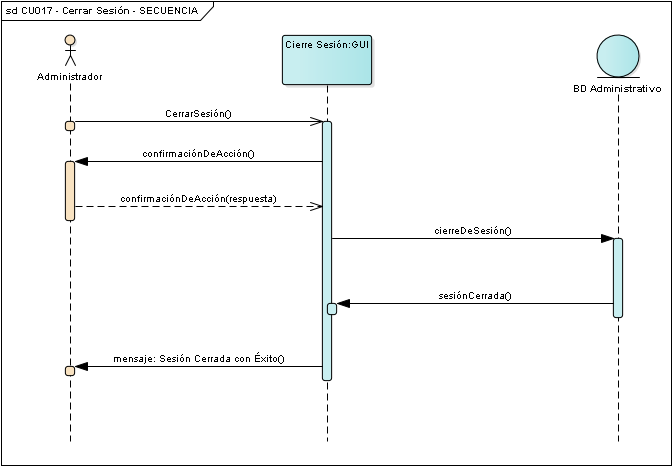 sd CU017 - Cerrar Sesión - SECUENCIA
Administrador
Cierre Sesión:GUI
BD Administrativo
CerrarSesión()
confirmaciónDeAcción()
confirmaciónDeAcción(respuesta)
cierreDeSesión()
sesiónCerrada()
mensaje: Sesión Cerrada con Éxito()